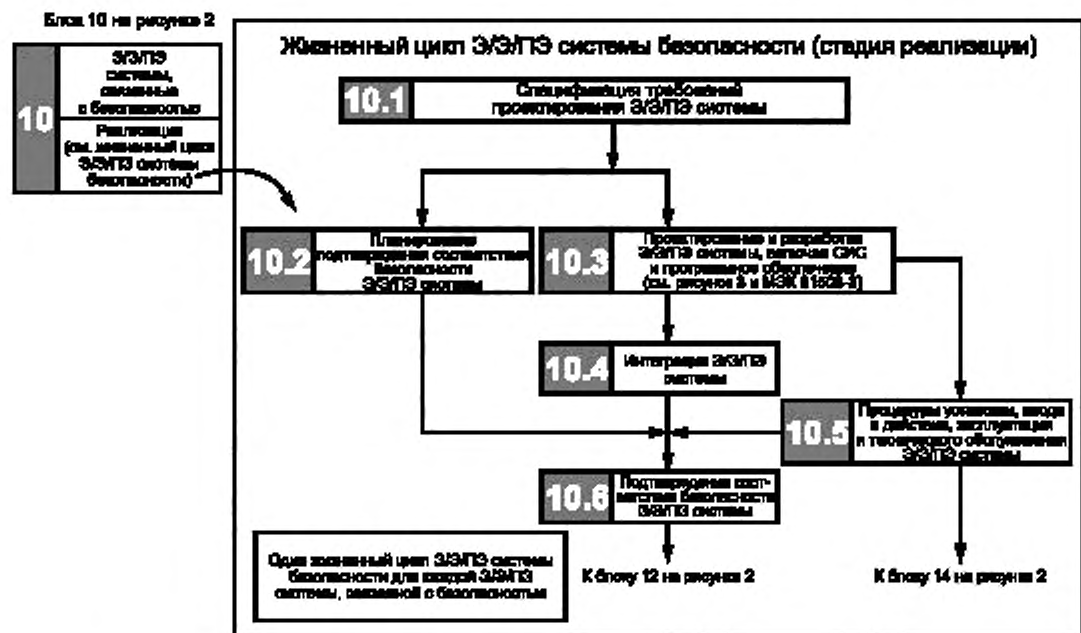 Блок 10 на рисунке 2
10
Э/Э/ПЭ
системы,
связанные
с безопасностью
Реализация
(см. жизненный цикл
Э/Э/ПЭ системы
безопасности)
Жизненный цикл Э/Э/ПЭ системы безопасности (стадия реализации)
10.1
Спецификация требований
проектирования Э/Э/ПЭ системы
10.2
Планирование
подтверждения соответствия
безопасности
Э/Э/ПЭ системы
10.3
Проектирование и разработка
Э/Э/ПЭ системы, включая СИС
и программное обеспечение
(см. рисунок 3 и МЭК 61508-3)
10.4
Интеграция Э/Э/ПЭ
системы
10.5
Процедуры установки, ввода
в действие, эксплуатации
и технического обслуживания
Э/Э/ПЭ системы
10.6
Подтверждение соот-
ветствия безопасности
Э/Э/ПЭ системы
Один жизненный цикл Э/Э/ПЭ системы
безопасности для каждой Э/Э/ПЭ
системы, связанной с безопасностью
К блоку 12 на рисунке 2
К блоку 14 на рисунке 2